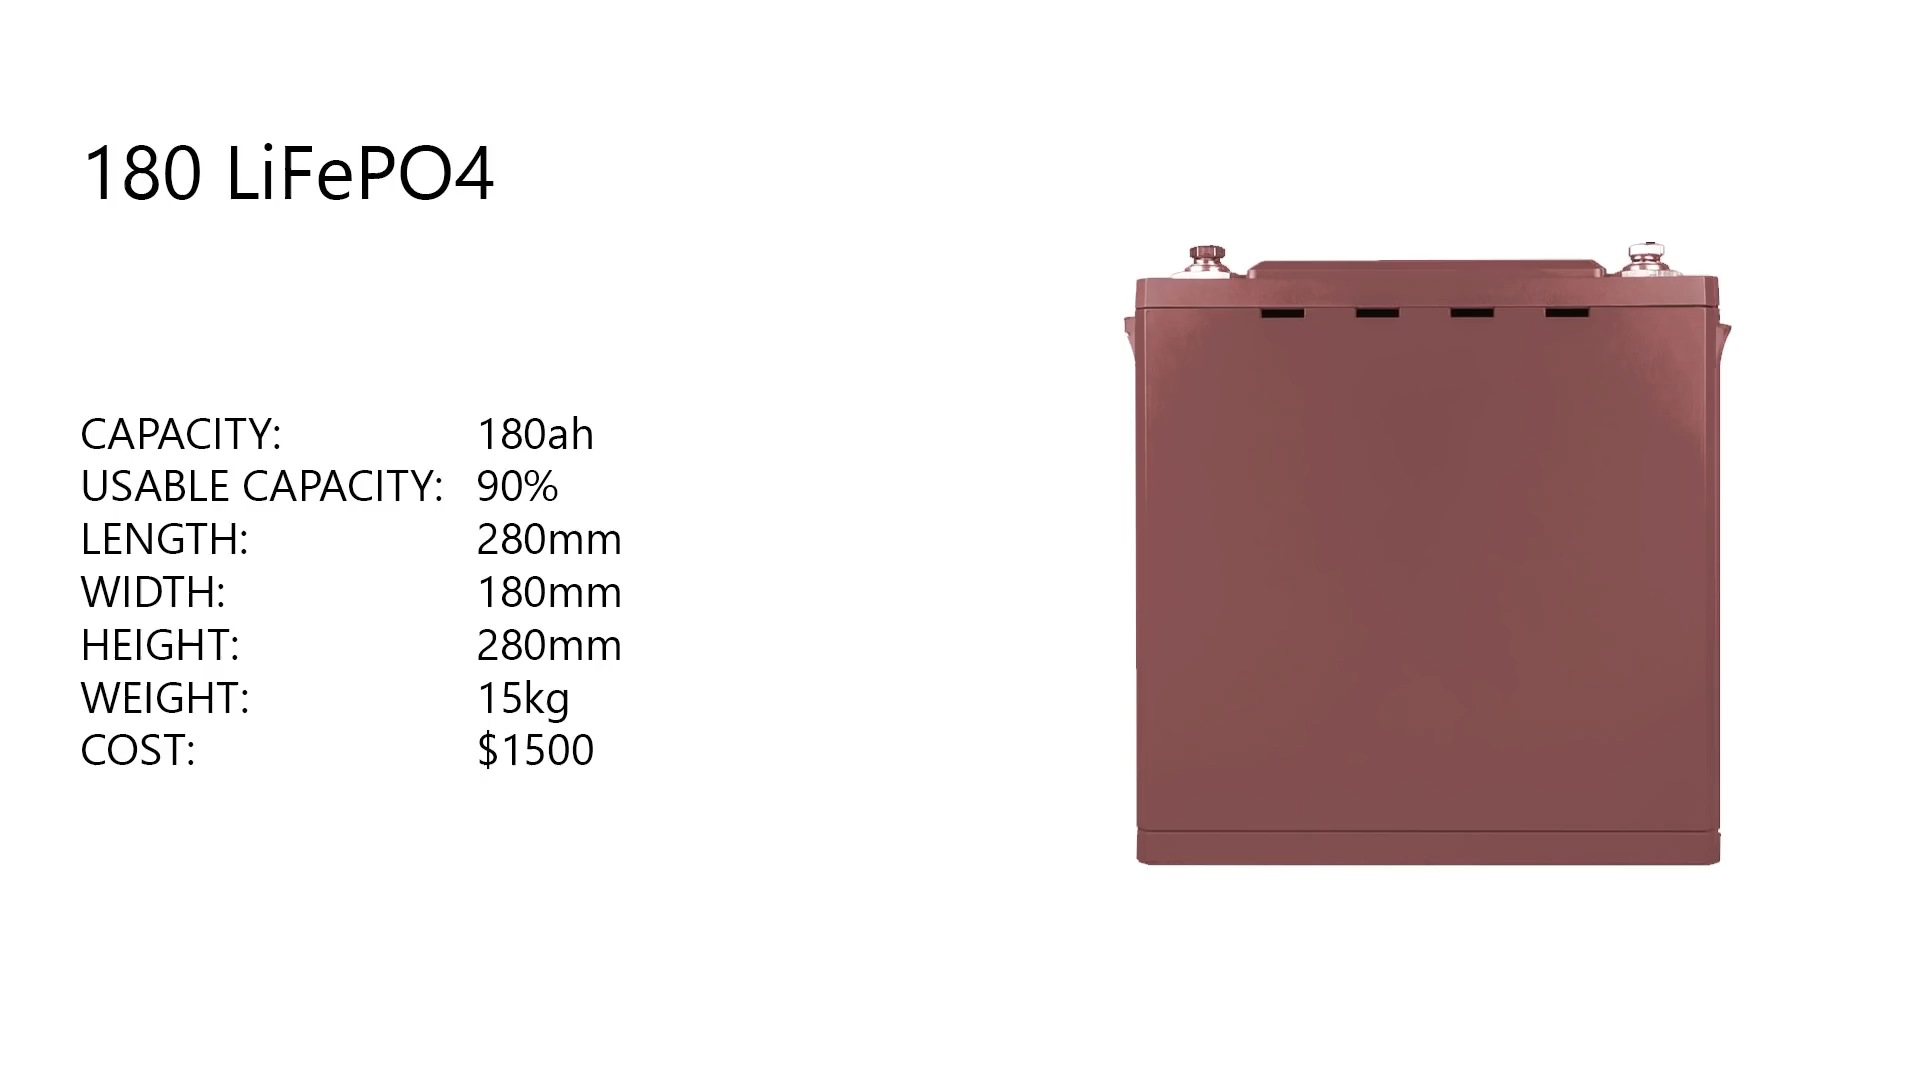 180 LiFePO4
CAPACITY: 180ah
USABLE CAPACITY: 90%
LENGTH: 280mm
WIDTH: 180mm
HEIGHT: 280mm
WEIGHT: 15kg
COST: $1500